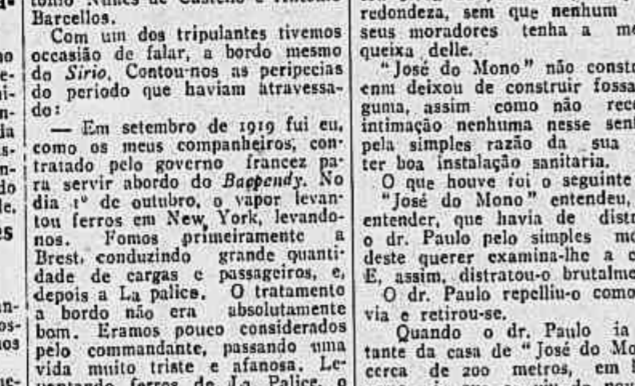 Barcellos.
Com um dos tripulantes tivemos
occasião de falar, a bordo mesmo
do Sirio. Contou-nos as peripecias
do periodo que haviam atravessa-
do:
— Em setembro de 1919 fui eu,
como os meus companheiros, con-
tratado pelo governo francez pa-
ra servir abordo do Baependy. No
dia 1º de outubro, o vapor levan-
tou ferros em New York, levando-
nos. Fomos primeiramente a
Brest, conduzindo grande quanti-
dade de cargas e passageiros, e,
depois a La palice. O tratamento
a bordo não era absolutamente
bom. Eramos pouco considerados
pelo commandante, passando uma
vida muito triste e afanosa. Le-
vantando ferros de La Palice, o
redondeza, sem que nenhum
seus moradores tenha a
queixa delle.
"José do Mono" não
enm deixou de construir fossa
guma, assim como não
intimação nenhuma nesse
pela simples razão da sua
ter boa instalação sanitaria.
O que houve foi o seguinte
"José do Mono" entendeu,
entender, que havia de
o dr. Paulo pelo simples
deste querer examina-lhe a
E, assim, distratou-o
O dr. Paulo repelliu-o como
via e retirou-se.
Quando o dr. Paulo ia
tante da casa de "José do
cerca de 200 metros, em